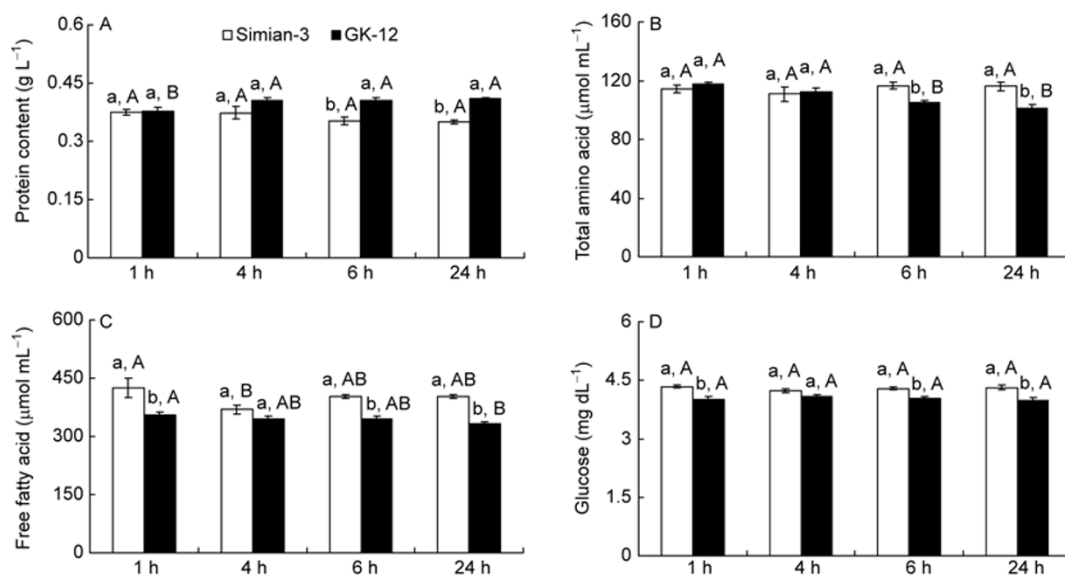 A
Simian-3 GK-12
Protein content (g L⁻¹)
0.6
0.45
0.3
0.15
0
a, A a, B
a, A a, A
b, A a, A
b, A a, A
1 h 4 h 6 h 24 h
B
Total amino acid (μmol mL⁻¹)
160
120
80
40
0
a, A a, A
a, A a, A
a, A b, B
a, A b, B
1 h 4 h 6 h 24 h
C
Free fatty acid (μmol mL⁻¹)
600
450
300
150
0
a, A b, A
a, B a, AB
a, AB b, AB
a, AB b, B
1 h 4 h 6 h 24 h
D
Glucose (mg dL⁻¹)
6
4.5
3
1.5
0
a, A b, A
a, A a, A
a, A b, A
a, A b, A
1 h 4 h 6 h 24 h